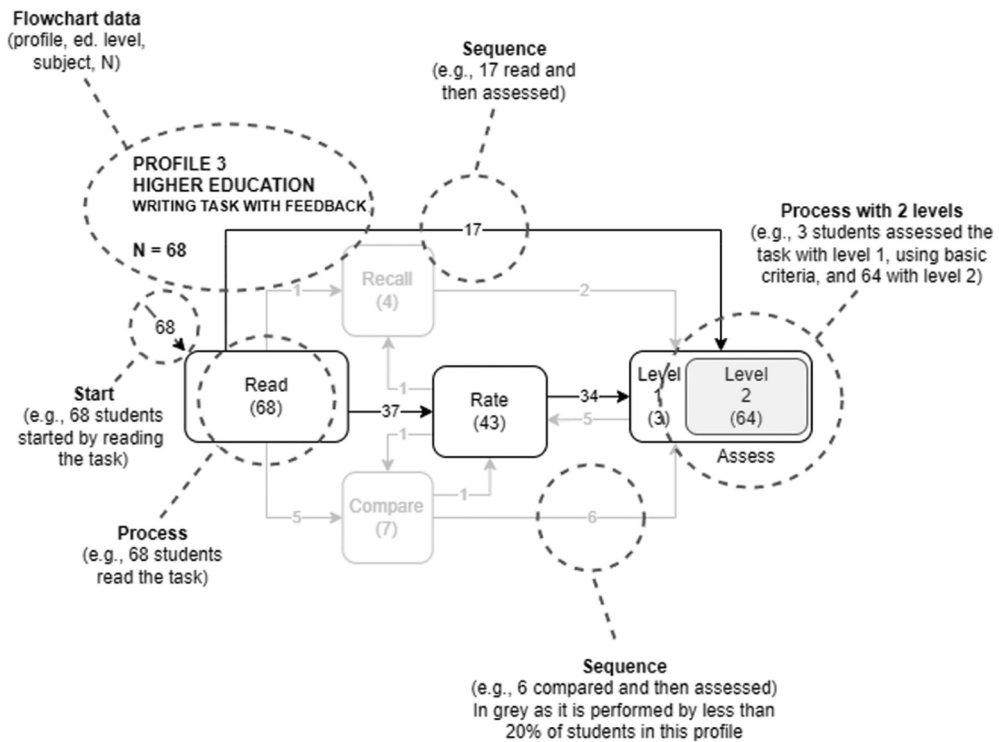 Flowchart data
(profile, ed. level,
subject, N)
Sequence
(e.g., 17 read and
then assessed)
PROFILE 3
HIGHER EDUCATION
WRITING TASK WITH FEEDBACK
N = 68
17
Process with 2 levels
(e.g., 3 students assessed the
task with level 1, using basic
criteria, and 64 with level 2)
68
1
Recall
(4)
2
Start
(e.g., 68 students
started by reading
the task)
Read
(68)
37
1
1
Rate
(43)
34
5
Level
1
(3)
Level
2
(64)
Assess
5
Compare
(7)
1
6
Process
(e.g., 68 students
read the task)
Sequence
(e.g., 6 compared and then assessed)
In grey as it is performed by less than
20% of students in this profile